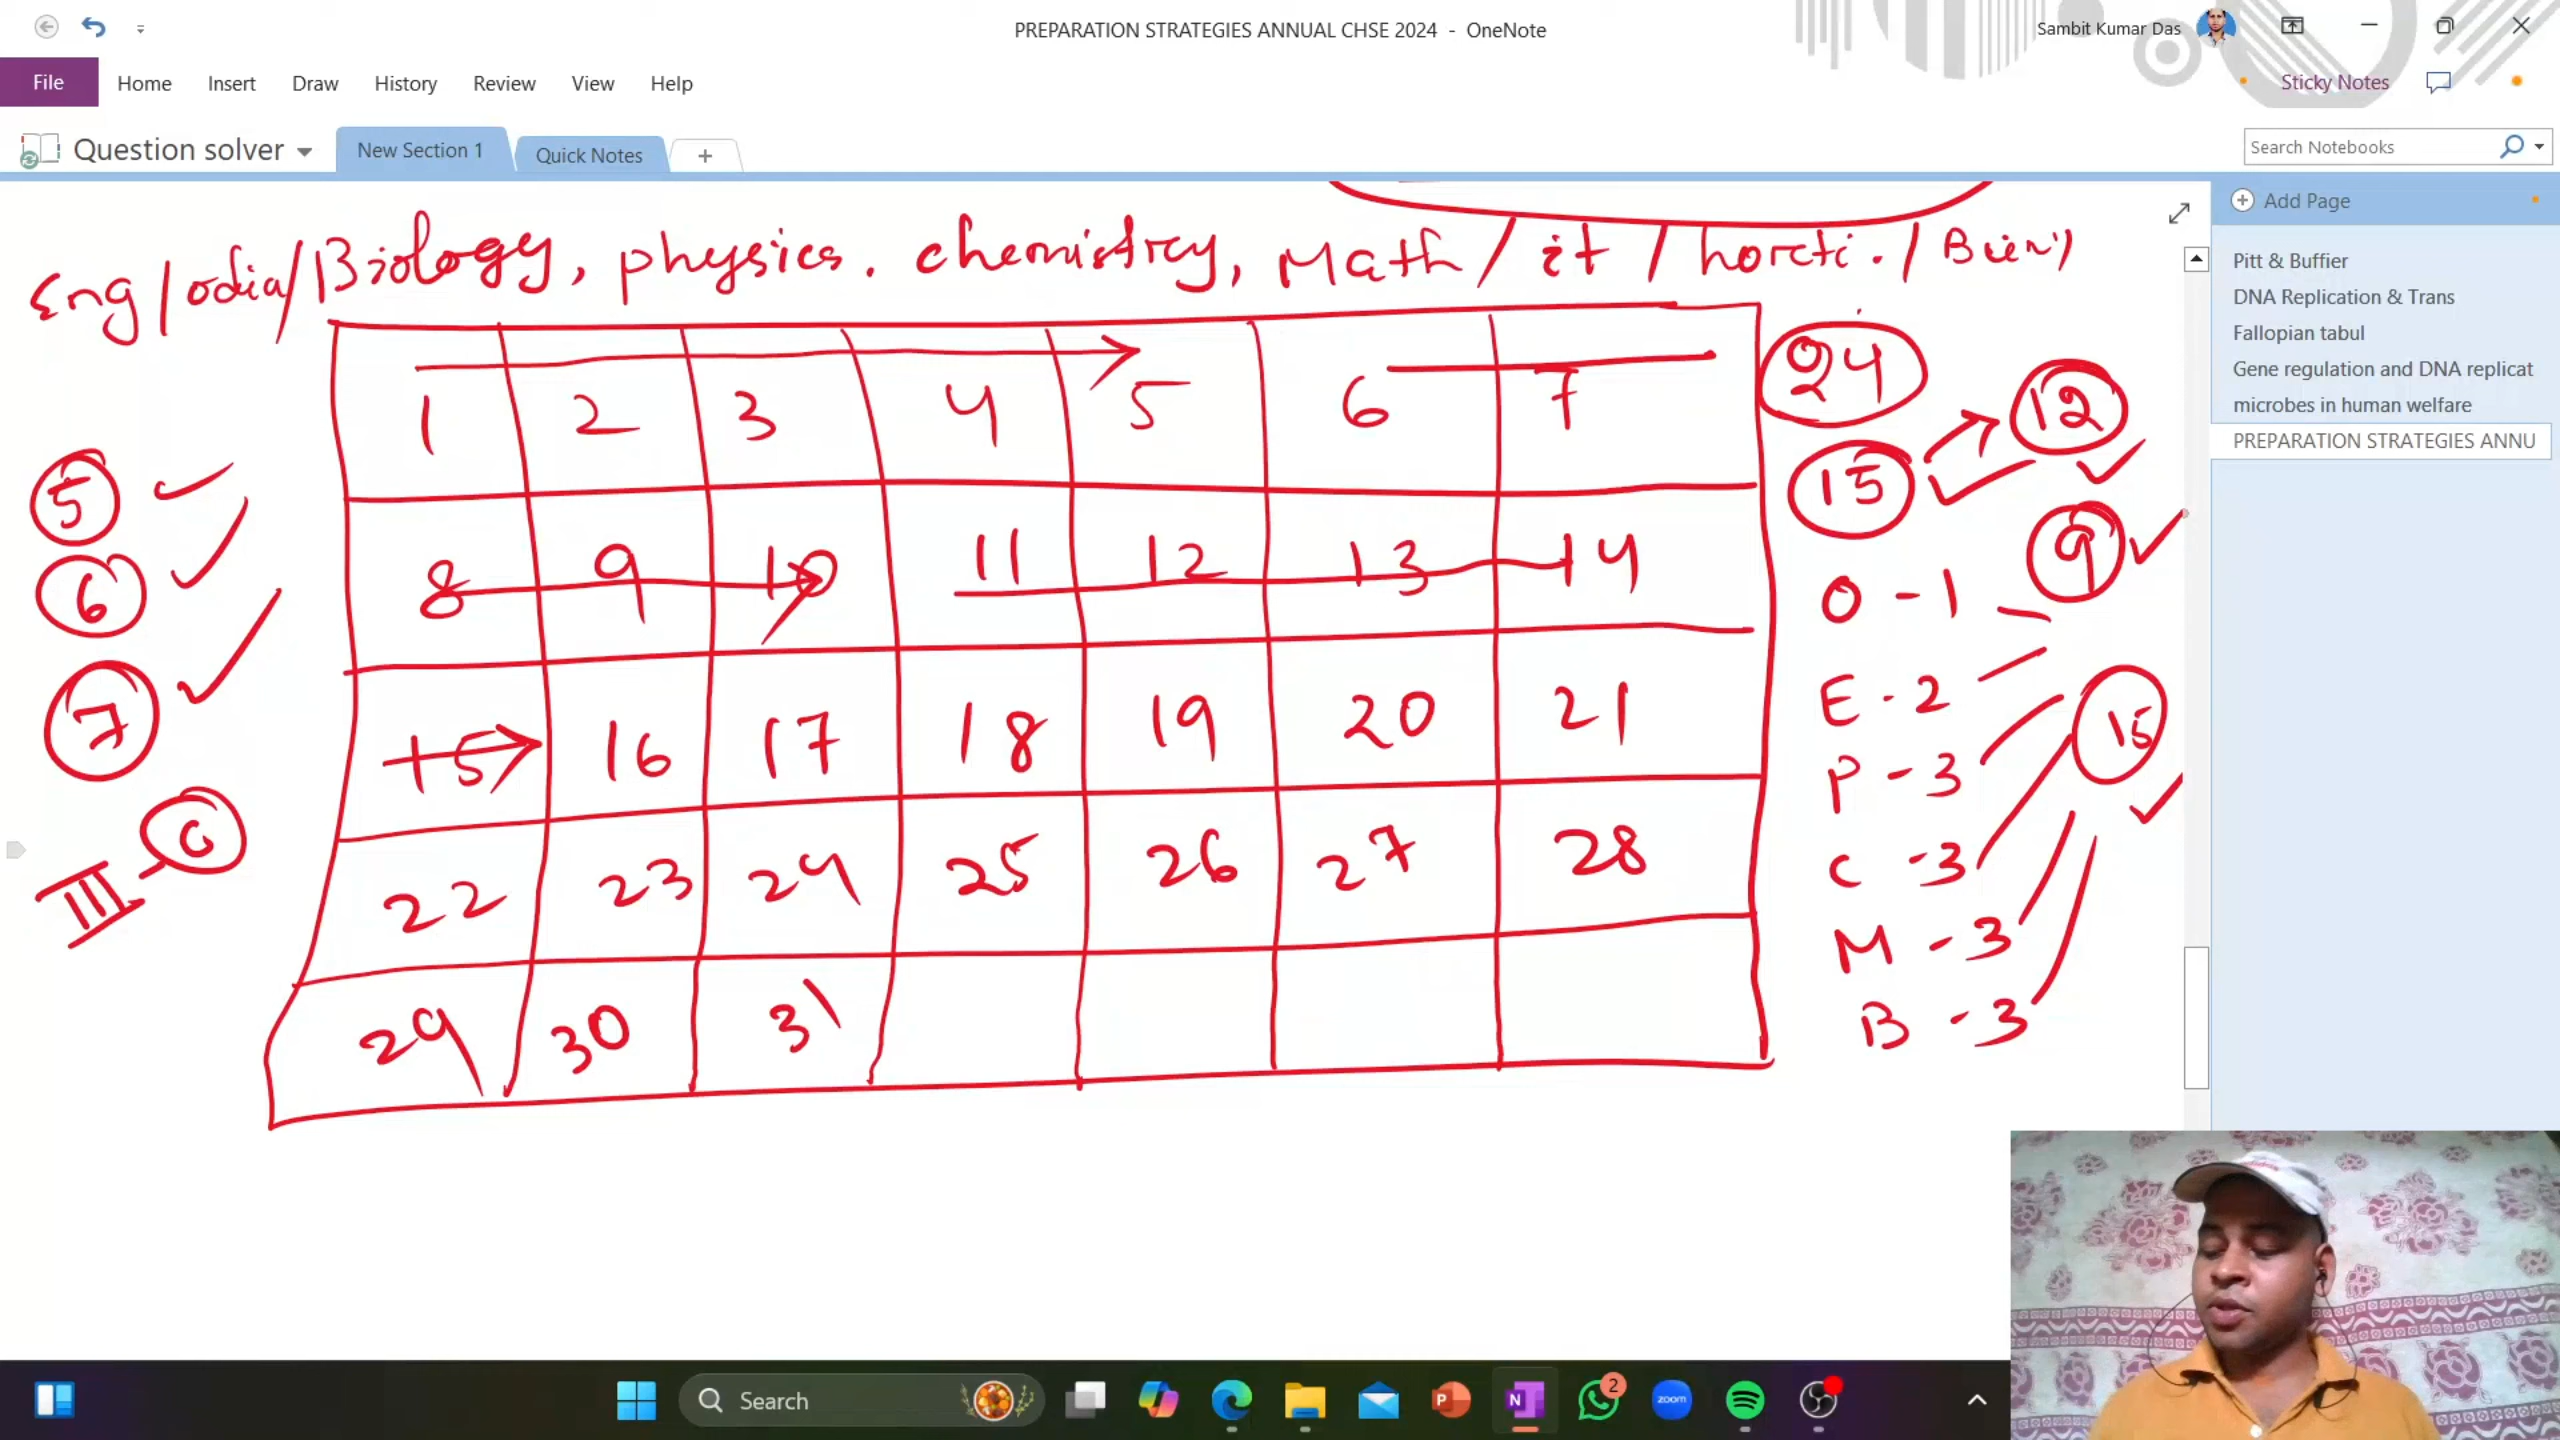 PREPARATION STRATEGIES ANNUAL CHSE 2024 - OneNote
Sambit Kumar Das
File Home Insert Draw History Review View Help
Sticky Notes
Question solver New Section 1 Quick Notes +
Search Notebooks
Add Page
Pitt & Buffier
DNA Replication & Trans
Fallopian tabul
Gene regulation and DNA replicat
microbes in human welfare
PREPARATION STRATEGIES ANNU
Eng / odia / Biology, physics. chemistry, Math / it / horcti. /
1 2 3 4 5 6 7
8 9 10 11 12 13 14
15 16 17 18 19 20 21
22 23 24 25 26 27 28
29 30 31
5
6
7
III - 0
24
15 12
9
O - 1
E - 2
P - 3
C - 3
M - 3
B - 3
15
Search
2
zoom